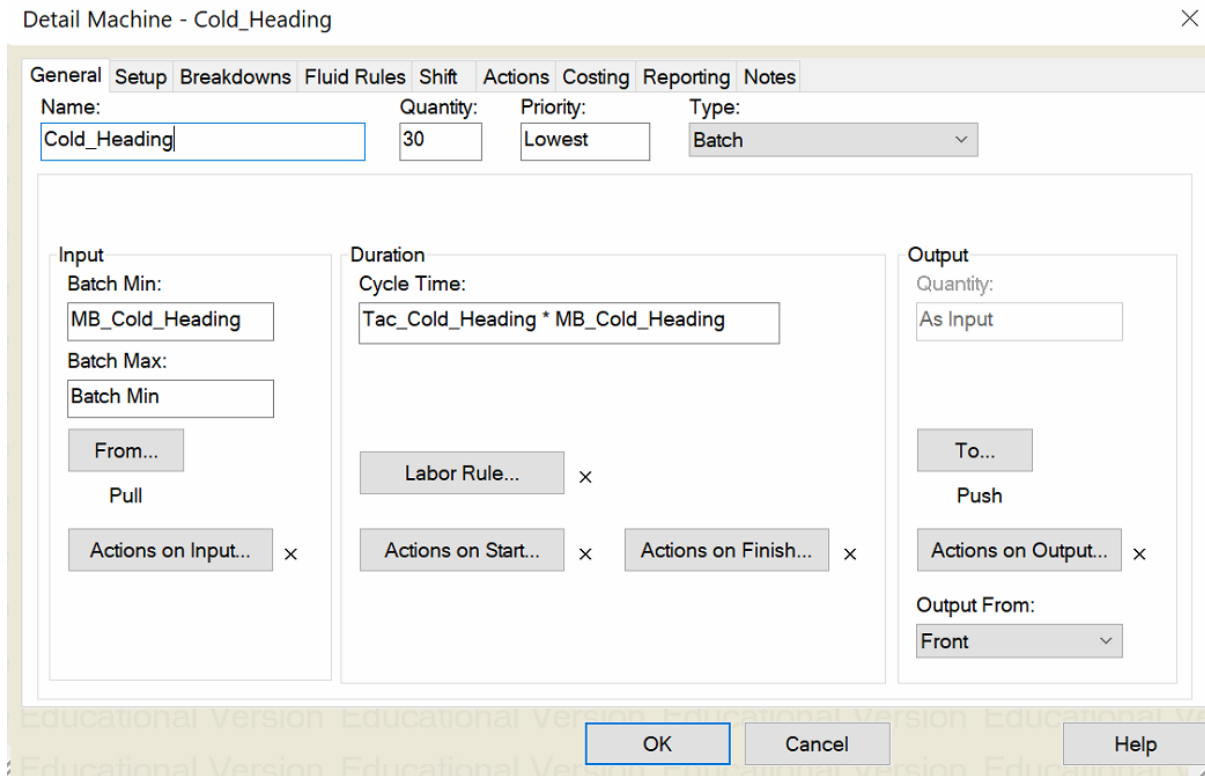 Detail Machine - Cold_Heading
General Setup Breakdowns Fluid Rules Shift Actions Costing Reporting Notes
Name: Quantity: Priority: Type:
Cold_Heading 30 Lowest Batch
Input Duration Output
Batch Min: Cycle Time: Quantity:
MB_Cold_Heading Tac_Cold_Heading * MB_Cold_Heading As Input
Batch Max:
Batch Min
From... To...
Labor Rule... ×
Pull Push
Actions on Input... × Actions on Start... × Actions on Finish... × Actions on Output... ×
Output From:
Front
Educational Version Educational Version Educational Version Educational Ve
OK Cancel Help
Educational Version Educational Version Educational Version Educational Ve